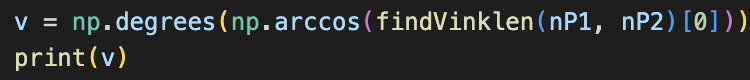 v = np.degrees(np.arccos(findVinklen(nP1, nP2)[0]))
print(v)